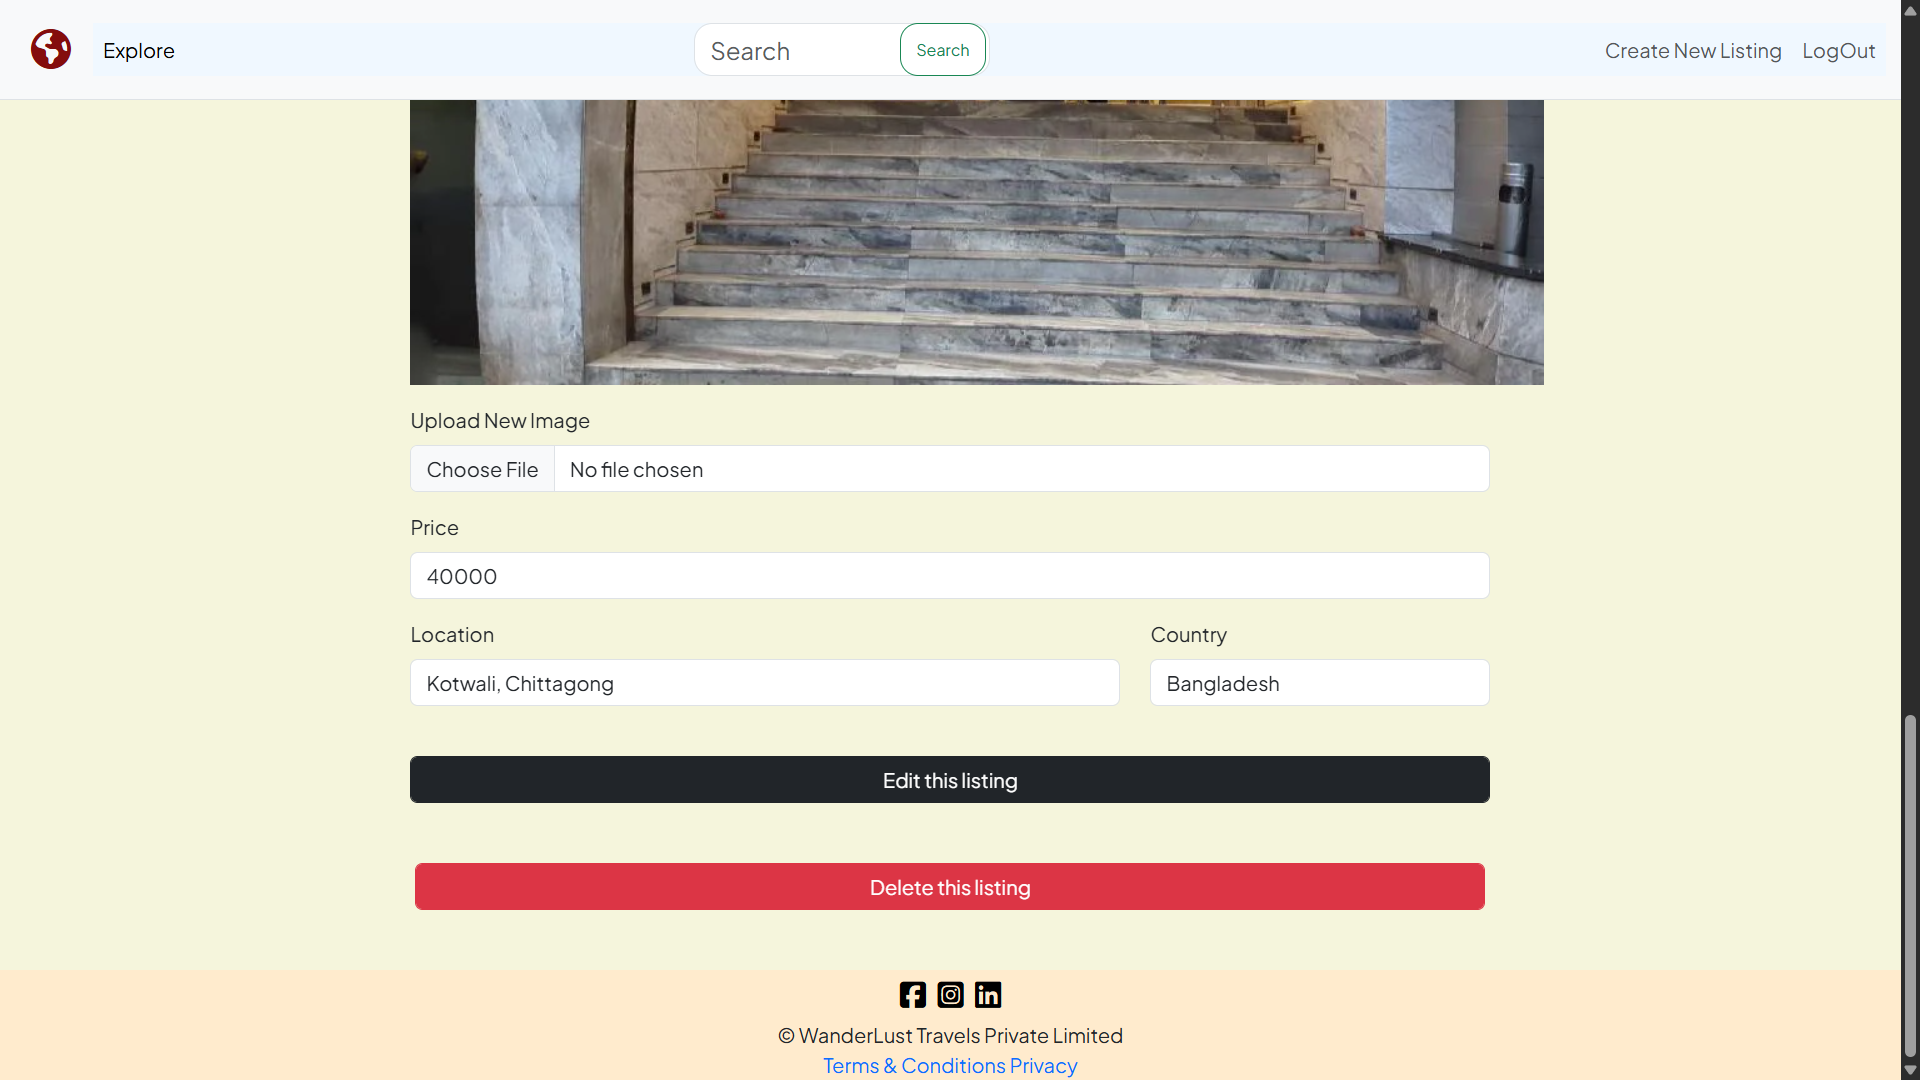 Explore
Search
Search
Create New Listing
LogOut
Upload New Image
Choose File
No file chosen
Price
40000
Location
Country
Kotwali, Chittagong
Bangladesh
Edit this listing
Delete this listing
© WanderLust Travels Private Limited
Terms & Conditions Privacy